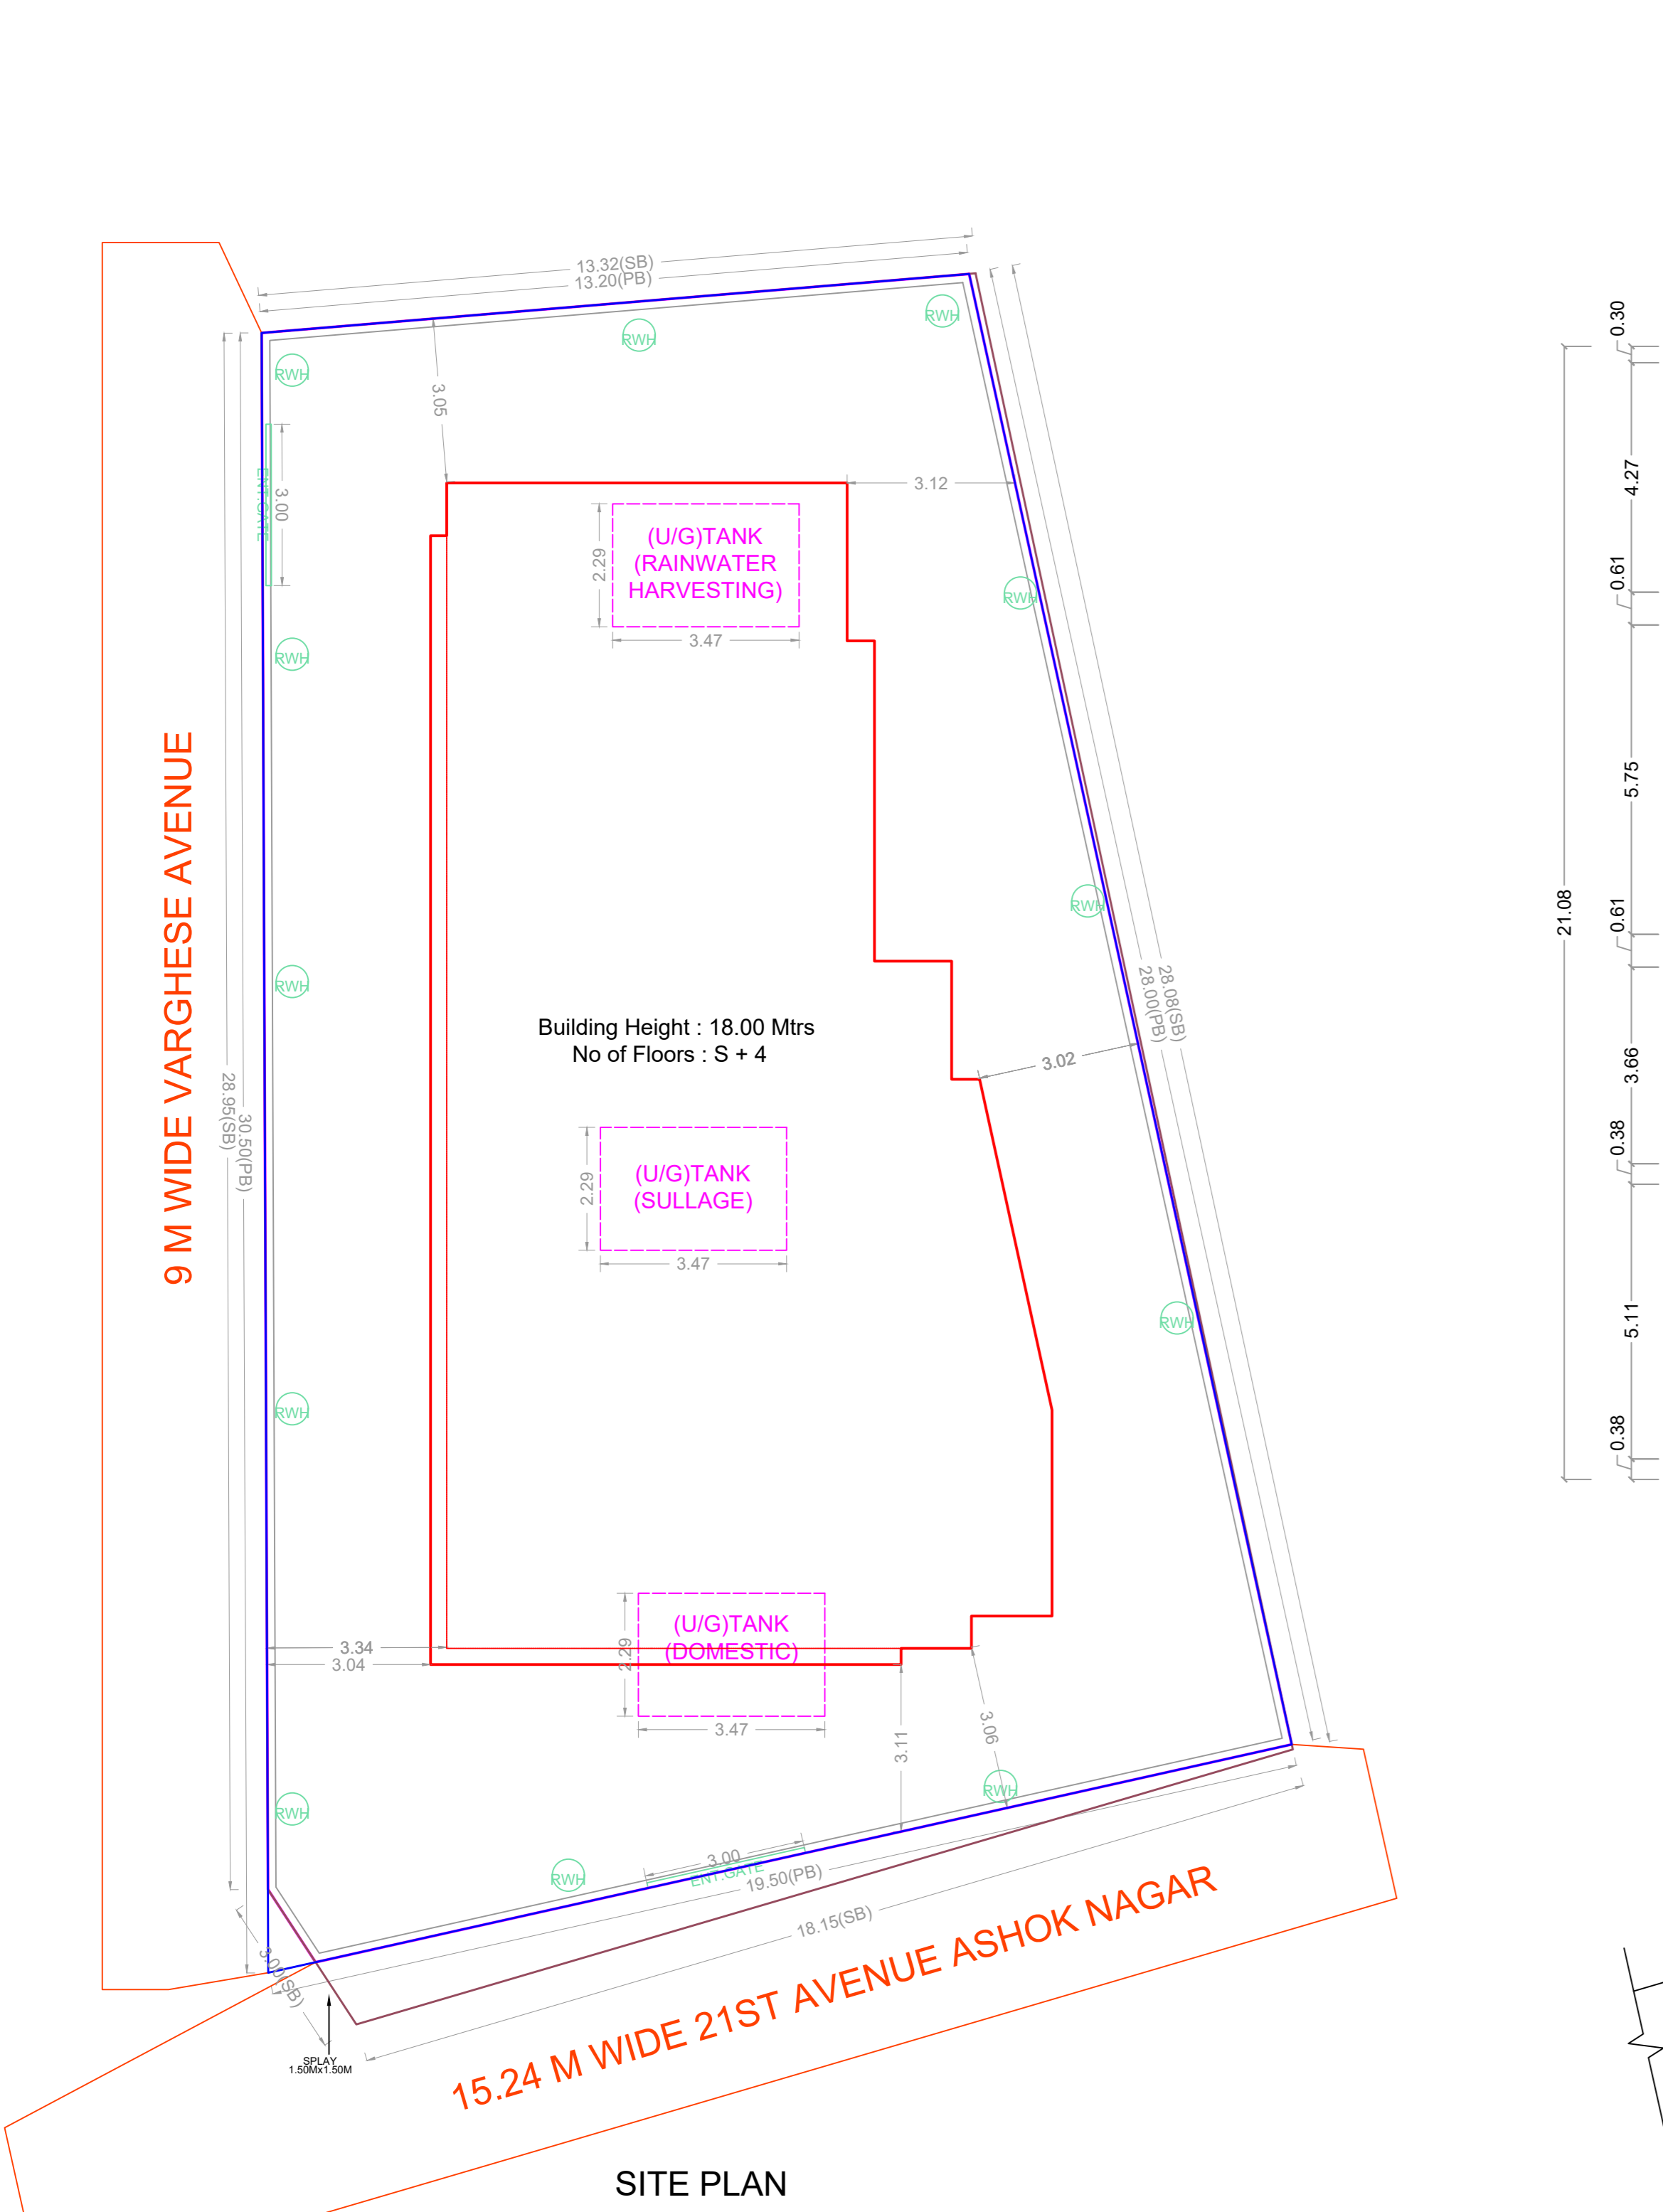 13.32(SB)
13.20(PB)
RWH
RWH
RWH
0.30
3.05
ENT.GATE
3.00
3.12
4.27
(U/G)TANK
(RAINWATER
HARVESTING)
2.29
3.47
RWH
0.61
RWH
5.75
9 M WIDE VARGHESE AVENUE
RWH
21.08
0.61
RWH
28.08(SB)
28.00(PB)
Building Height : 18.00 Mtrs
No of Floors : S + 4
3.02
3.66
28.95(SB)
30.50(PB)
0.38
(U/G)TANK
(SULLAGE)
2.29
3.47
RWH
5.11
RWH
0.38
(U/G)TANK
(DOMESTIC)
2.29
3.34
3.04
3.47
3.11
3.06
RWH
RWH
RWH
3.00
ENT.GATE
19.50(PB)
18.15(SB)
3.00(SB)
SPLAY
1.50Mx1.50M
15.24 M WIDE 21ST AVENUE ASHOK NAGAR
SITE PLAN